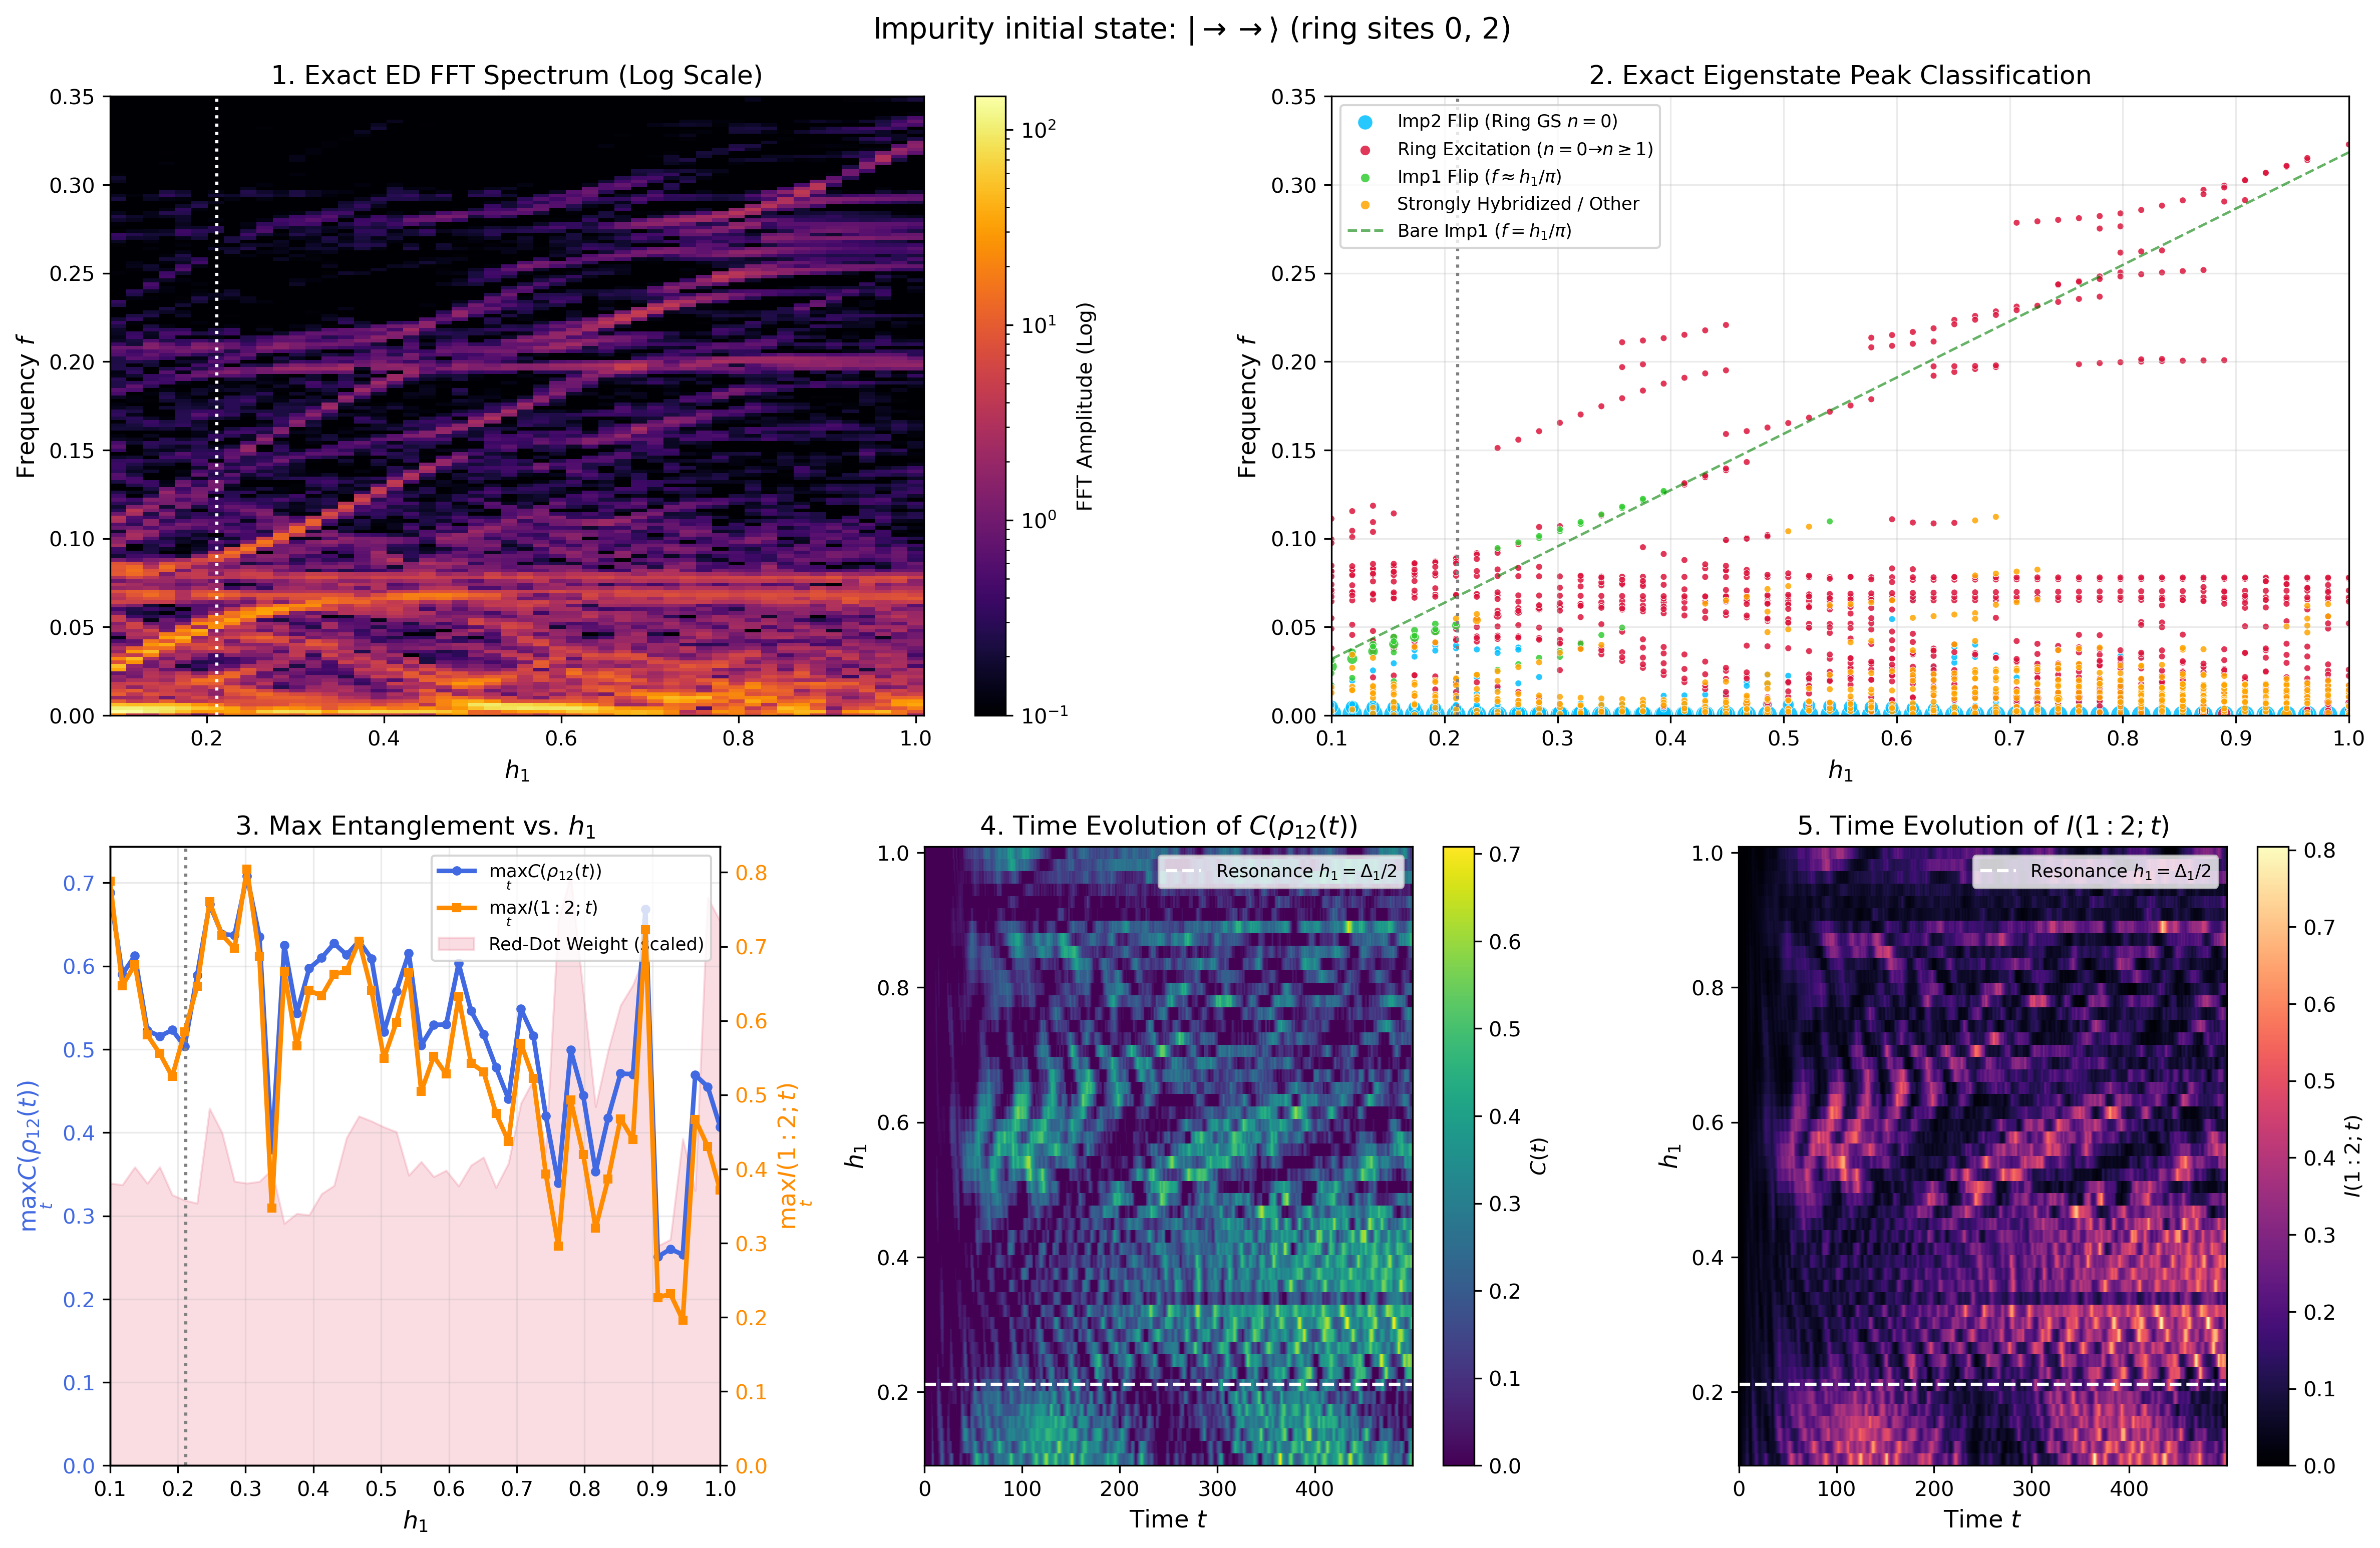 Impurity initial state: |→→⟩ (ring sites 0, 2)
1. Exact ED FFT Spectrum (Log Scale)
0.35
0.30
0.25
0.20
0.15
0.10
0.05
0.00
Frequency f
0.2
0.4
0.6
0.8
1.0
h₁
10²
10¹
10⁰
10⁻¹
FFT Amplitude (Log)
2. Exact Eigenstate Peak Classification
0.35
0.30
0.25
0.20
0.15
0.10
0.05
0.00
Frequency f
Imp2 Flip (Ring GS n = 0)
Ring Excitation (n = 0→n ≥ 1)
Imp1 Flip (f ≈ h₁/π)
Strongly Hybridized / Other
Bare Imp1 (f = h₁/π)
0.1
0.2
0.3
0.4
0.5
0.6
0.7
0.8
0.9
1.0
h₁
3. Max Entanglement vs. h₁
0.7
0.6
0.5
0.4
0.3
0.2
0.1
0.0
max C(ρ₁₂(t))
t
max C(ρ₁₂(t))
t
max I(1 : 2; t)
t
Red-Dot Weight (scaled)
0.8
0.7
0.6
0.5
0.4
0.3
0.2
0.1
0.0
max I(1 : 2; t)
t
0.1
0.2
0.3
0.4
0.5
0.6
0.7
0.8
0.9
1.0
h₁
4. Time Evolution of C(ρ₁₂(t))
Resonance h₁ = Δ₁/2
1.0
0.8
0.6
0.4
0.2
h₁
0
100
200
300
400
Time t
0.7
0.6
0.5
0.4
0.3
0.2
0.1
0.0
C(t)
5. Time Evolution of I(1 : 2; t)
Resonance h₁ = Δ₁/2
1.0
0.8
0.6
0.4
0.2
h₁
0
100
200
300
400
Time t
0.8
0.7
0.6
0.5
0.4
0.3
0.2
0.1
0.0
I(1 : 2; t)